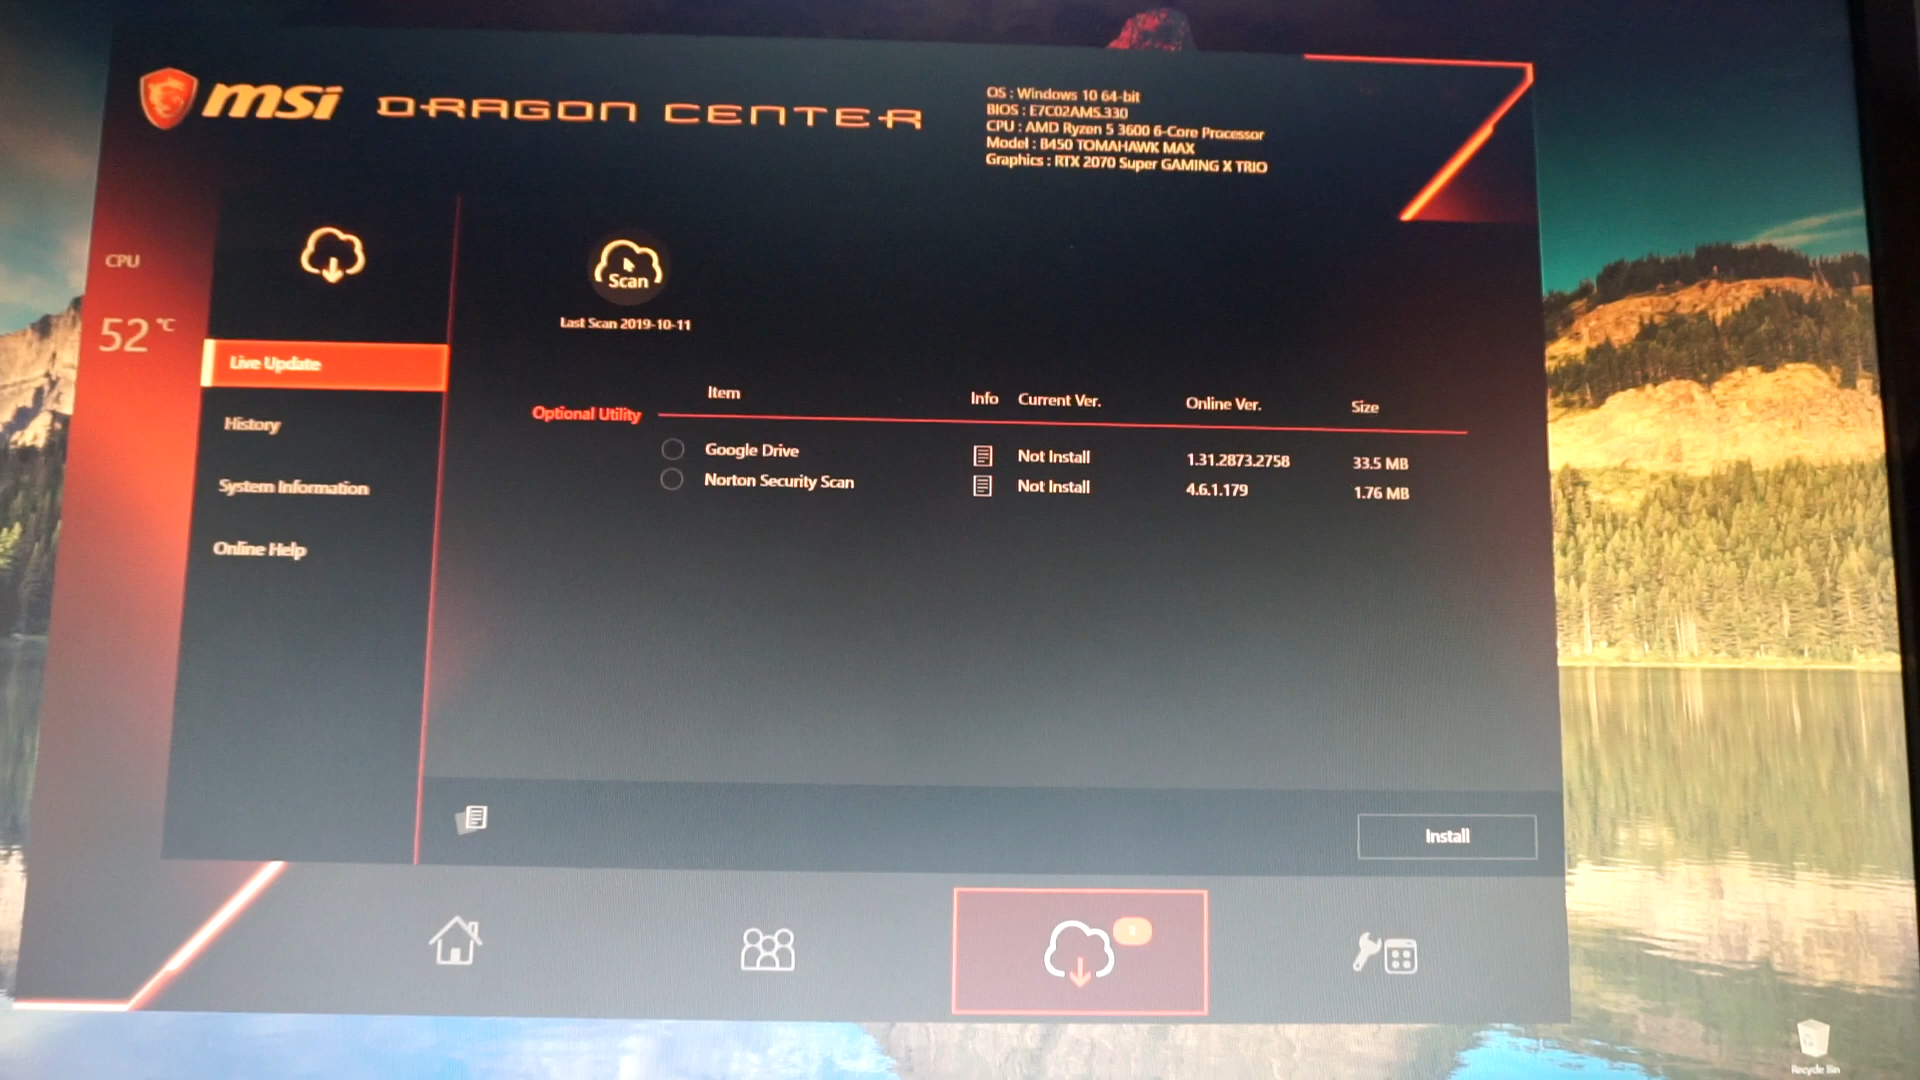 msi DRAGON CENTER
OS : Windows 10 64-bit
BIOS : E7C02AMS.330
CPU : AMD Ryzen 5 3600 6-Core Processor
Model : B450 TOMAHAWK MAX
Graphics : RTX 2070 Super GAMING X TRIO
CPU
52 °C
Live Update
History
System Information
Online Help
Scan
Last Scan 2019-10-11
Item Info Current Ver. Online Ver. Size
Optional Utility
Google Drive Not Install 1.31.2873.2758 33.5 MB
Norton Security Scan Not Install 4.6.1.179 1.76 MB
Install
2
Recycle Bin